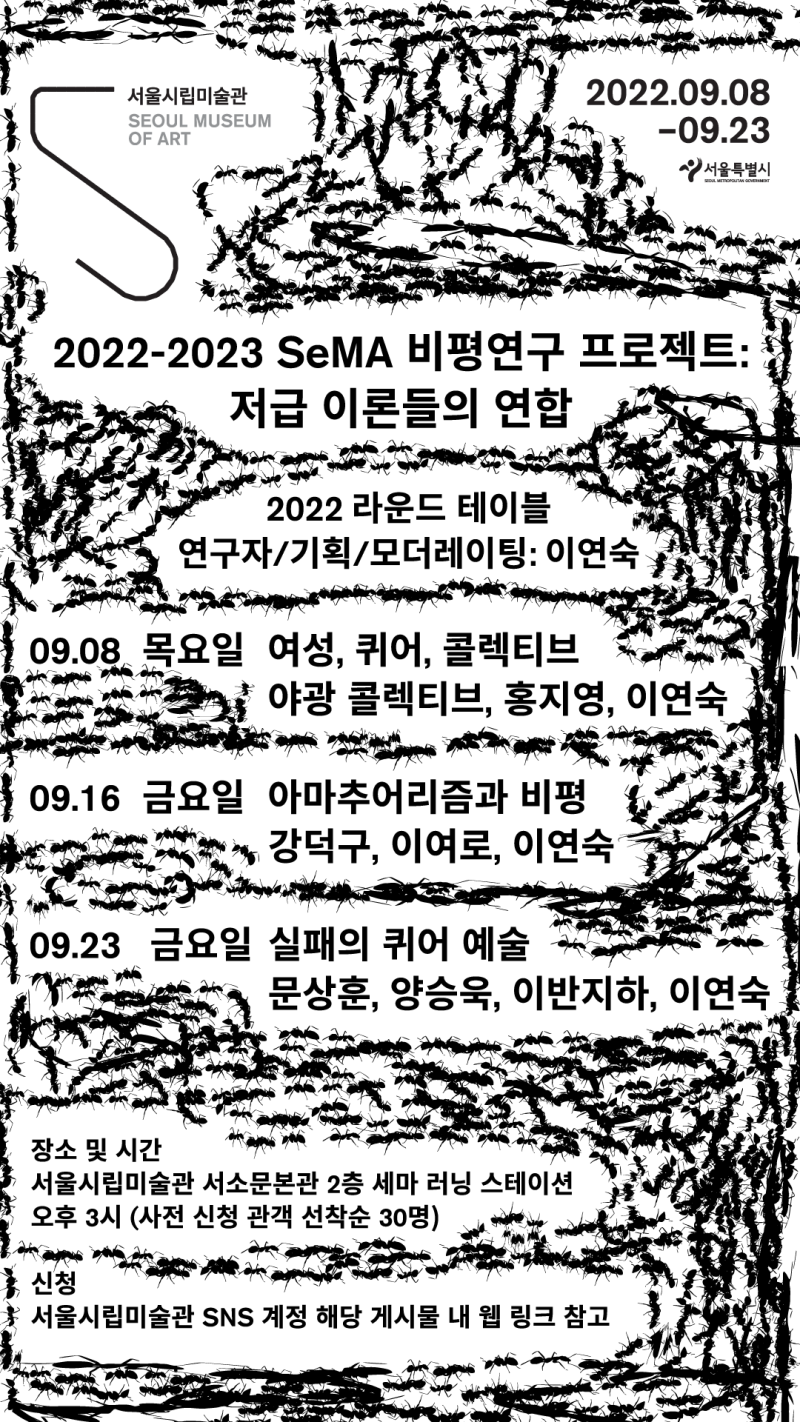 서울시립미술관
SEOUL MUSEUM
OF ART
2022.09.08
–09.23
서울특별시
SEOUL METROPOLITAN GOVERNMENT
2022-2023 SeMA 비평연구 프로젝트:
저급 이론들의 연합
2022 라운드 테이블
연구자/기획/모더레이팅: 이연숙
09.08 목요일 여성, 퀴어, 콜렉티브
야광 콜렉티브, 홍지영, 이연숙
09.16 금요일 아마추어리즘과 비평
강덕구, 이여로, 이연숙
09.23 금요일 실패의 퀴어 예술
문상훈, 양승욱, 이반지하, 이연숙
장소 및 시간
서울시립미술관 서소문본관 2층 세마 러닝 스테이션
오후 3시 (사전 신청 관객 선착순 30명)
신청
서울시립미술관 SNS 계정 해당 게시물 내 웹 링크 참고